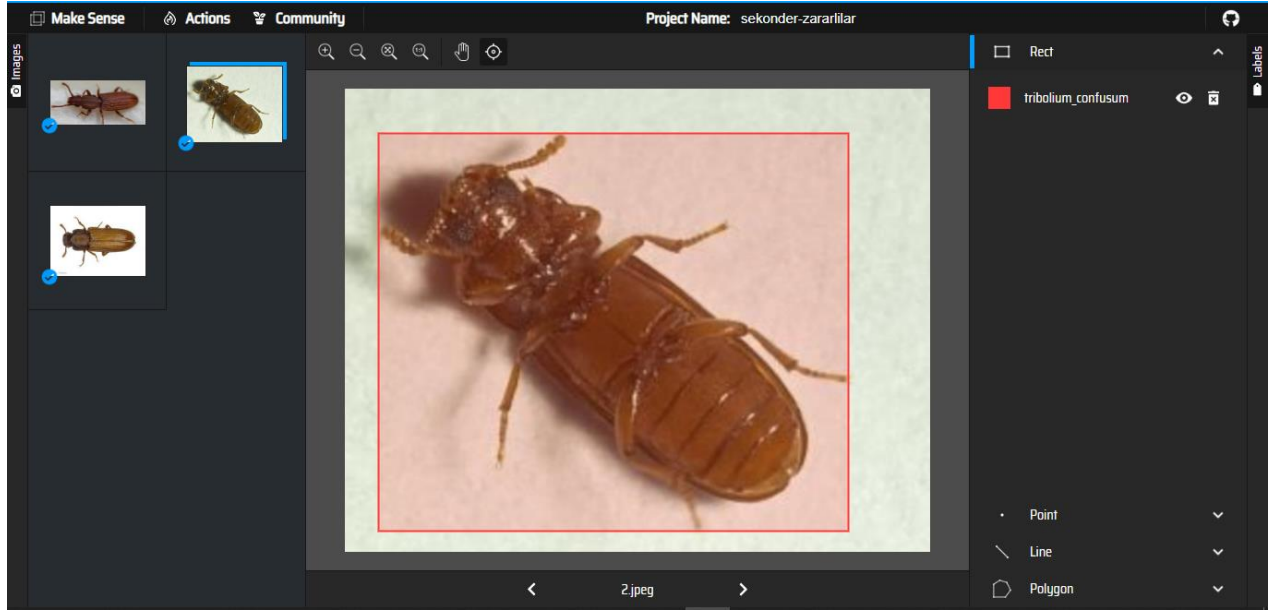 Make Sense
Actions
Community
Project Name: sekonder-zararlilar
Images
Rect
Labels
tribolium_confusum
Point
Line
Polygon
2.jpeg